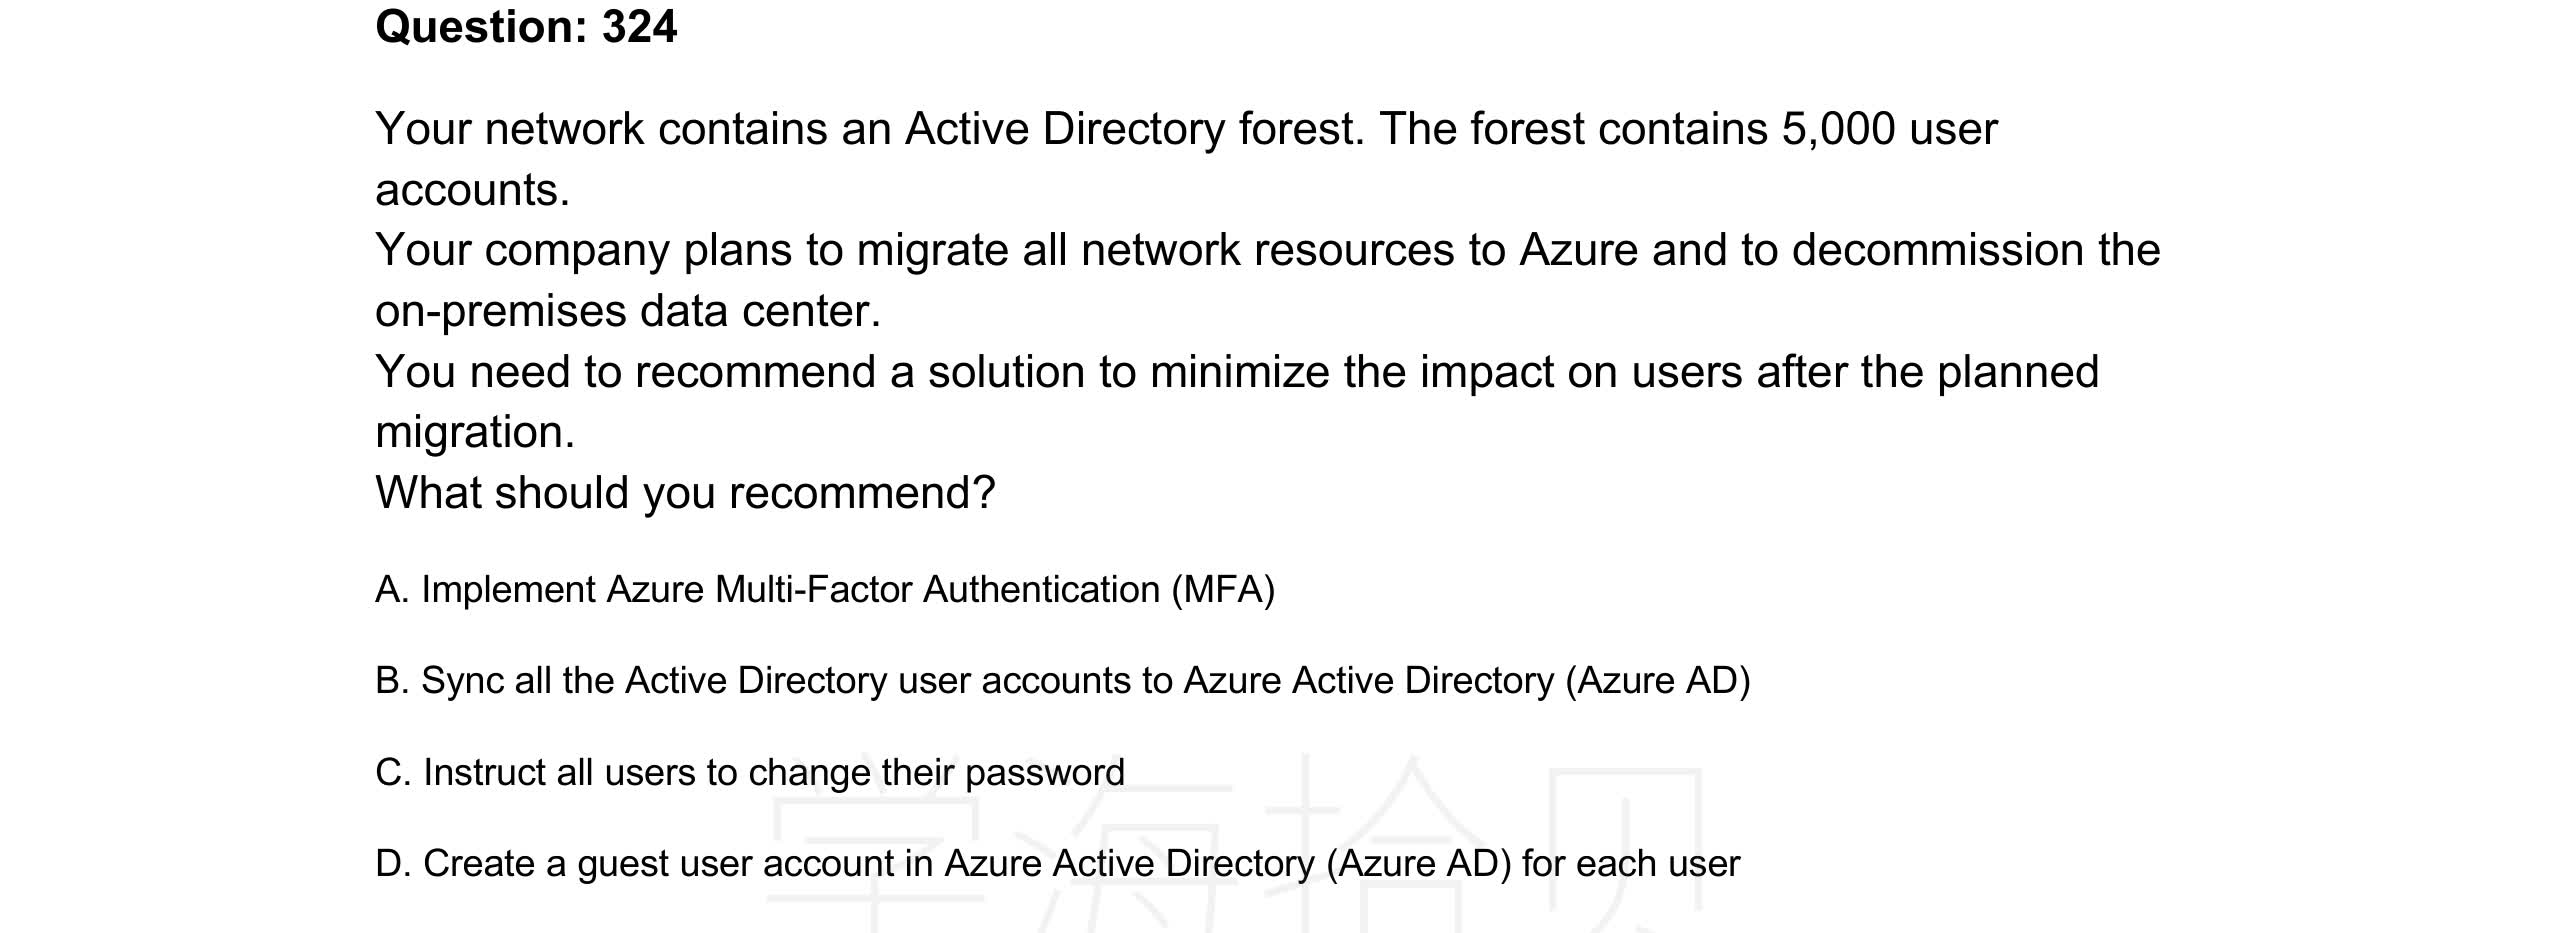 Question: 324
Your network contains an Active Directory forest. The forest contains 5,000 user
accounts.
Your company plans to migrate all network resources to Azure and to decommission the
on-premises data center.
You need to recommend a solution to minimize the impact on users after the planned
migration.
What should you recommend?
A. Implement Azure Multi-Factor Authentication (MFA)
B. Sync all the Active Directory user accounts to Azure Active Directory (Azure AD)
C. Instruct all users to change their password
D. Create a guest user account in Azure Active Directory (Azure AD) for each user
学海拾贝